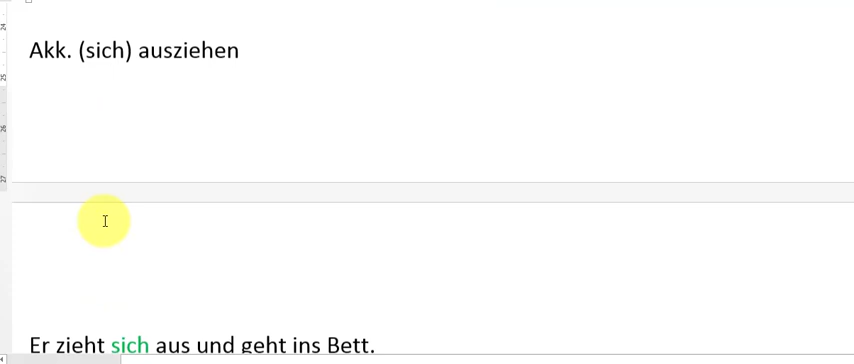 Akk. (sich) ausziehen
Er zieht sich aus und geht ins Bett.